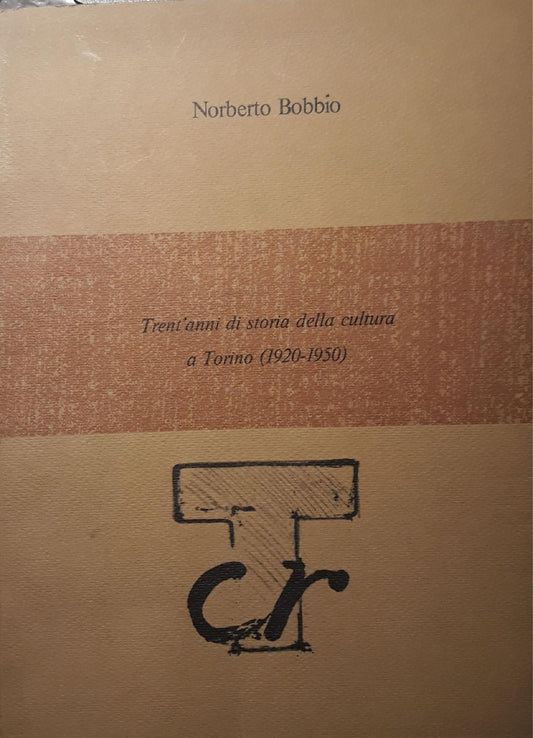 Norberto Bobbio
Trent'anni di storia della cultura
a Torino (1920-1950)
T
cr